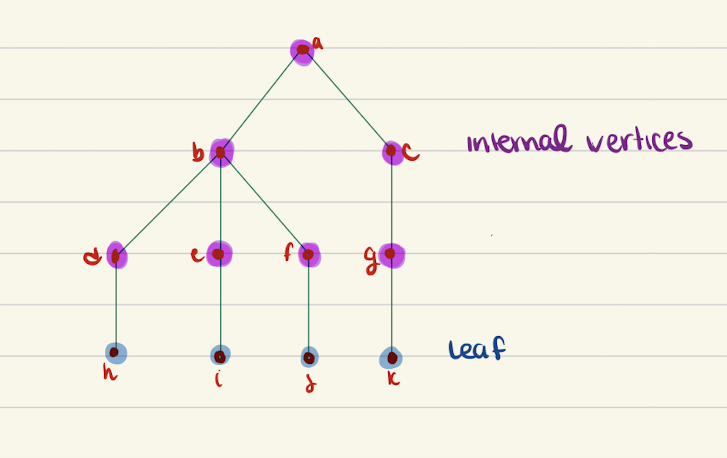 a
b c internal vertices
d e f g
leaf
h i j k